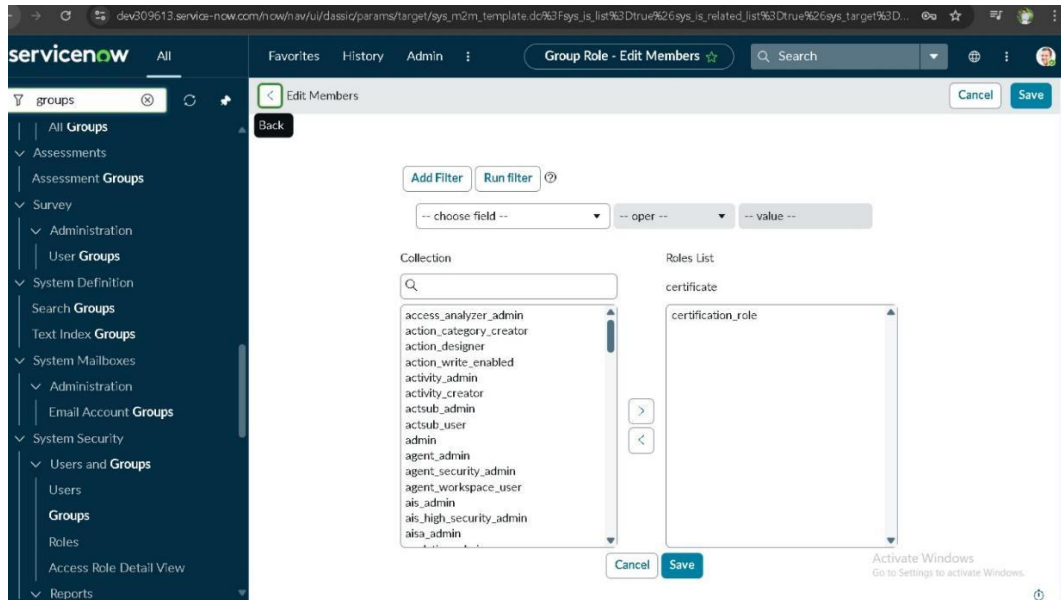 dev309613.service-now.com/now/nav/ui/classic/params/target/sys_m2m_template.do%3Fsys_is_list%3Dtrue%26sys_is_related_list%3Dtrue%26sys_target%3D...
servicenow All Favorites History Admin Group Role - Edit Members Search
groups
Edit Members Cancel Save
Back
All Groups
Assessments
Assessment Groups
Survey
Administration
User Groups
System Definition
Search Groups
Text Index Groups
System Mailboxes
Administration
Email Account Groups
System Security
Users and Groups
Users
Groups
Roles
Access Role Detail View
Reports
Add Filter Run filter
-- choose field -- -- oper -- -- value --
Collection
access_analyzer_admin
action_category_creator
action_designer
action_write_enabled
activity_admin
activity_creator
actsub_admin
actsub_user
admin
agent_admin
agent_security_admin
agent_workspace_user
ais_admin
ais_high_security_admin
aisa_admin
Roles List
certificate
certification_role
Cancel Save
Activate Windows
Go to Settings to activate Windows.